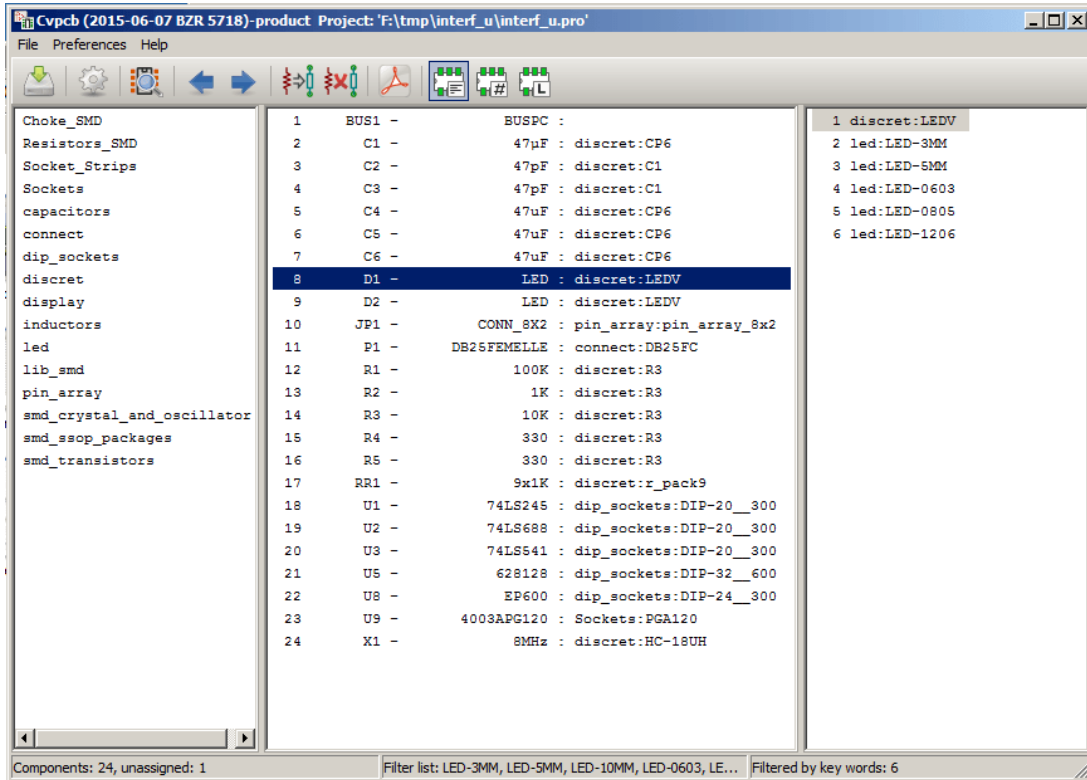 Cvpcb (2015-06-07 BZR 5718)-product Project: 'F:\tmp\interf_u\interf_u.pro'
File Preferences Help
# L
Choke_SMD
Resistors_SMD
Socket_Strips
Sockets
capacitors
connect
dip_sockets
discret
display
inductors
led
lib_smd
pin_array
smd_crystal_and_oscillator
smd_ssop_packages
smd_transistors
1 BUS1 - BUSPC :
2 C1 - 47µF : discret:CP6
3 C2 - 47pF : discret:C1
4 C3 - 47pF : discret:C1
5 C4 - 47uF : discret:CP6
6 C5 - 47uF : discret:CP6
7 C6 - 47uF : discret:CP6
8 D1 - LED : discret:LEDV
9 D2 - LED : discret:LEDV
10 JP1 - CONN_8X2 : pin_array:pin_array_8x2
11 P1 - DB25FEMELLE : connect:DB25FC
12 R1 - 100K : discret:R3
13 R2 - 1K : discret:R3
14 R3 - 10K : discret:R3
15 R4 - 330 : discret:R3
16 R5 - 330 : discret:R3
17 RR1 - 9x1K : discret:r_pack9
18 U1 - 74LS245 : dip_sockets:DIP-20__300
19 U2 - 74LS688 : dip_sockets:DIP-20__300
20 U3 - 74LS541 : dip_sockets:DIP-20__300
21 U5 - 628128 : dip_sockets:DIP-32__600
22 U8 - EP600 : dip_sockets:DIP-24__300
23 U9 - 4003APG120 : Sockets:PGA120
24 X1 - 8MHz : discret:HC-18UH
1 discret:LEDV
2 led:LED-3MM
3 led:LED-5MM
4 led:LED-0603
5 led:LED-0805
6 led:LED-1206
Components: 24, unassigned: 1
Filter list: LED-3MM, LED-5MM, LED-10MM, LED-0603, LE...
Filtered by key words: 6